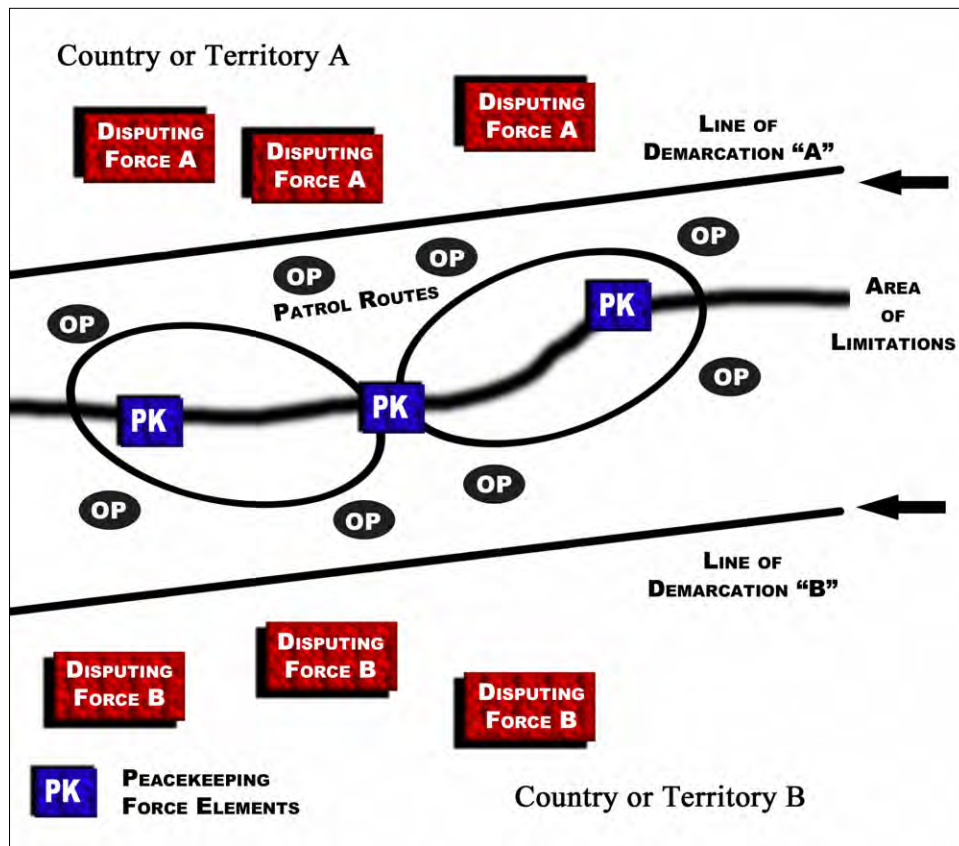 Country or Territory A
Disputing
Force A
Disputing
Force A
Disputing
Force A
Line of
Demarcation “A”
OP
OP
OP
OP
Patrol Routes
PK
Area
of
Limitations
OP
PK
PK
OP
OP
OP
Line of
Demarcation “B”
Disputing
Force B
Disputing
Force B
Disputing
Force B
PK
Peacekeeping
Force Elements
Country or Territory B